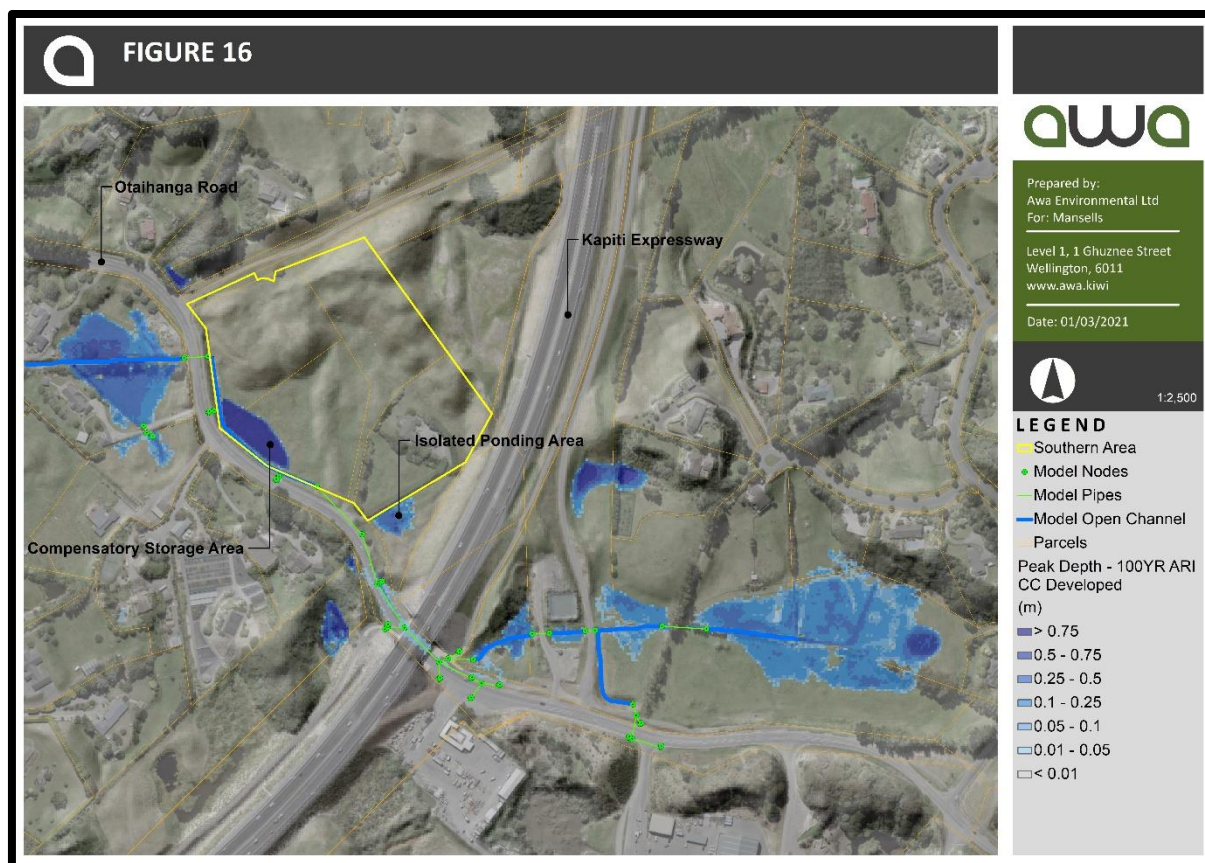 FIGURE 16
Otaihanga Road
Kapiti Expressway
Isolated Ponding Area
Compensatory Storage Area
awa
Prepared by:
Awa Environmental Ltd
For: Mansells
Level 1, 1 Ghuznee Street
Wellington, 6011
www.awa.kiwi
Date: 01/03/2021
1:2,500
LEGEND
Southern Area
Model Nodes
Model Pipes
Model Open Channel
Parcels
Peak Depth - 100YR ARI
CC Developed
(m)
> 0.75
0.5 - 0.75
0.25 - 0.5
0.1 - 0.25
0.05 - 0.1
0.01 - 0.05
< 0.01